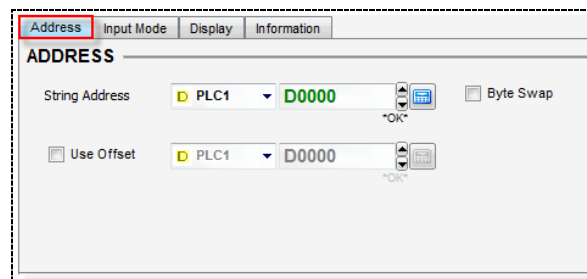 Address Input Mode Display Information
ADDRESS
String Address D PLC1 D0000 Byte Swap
*OK*
Use Offset D PLC1 D0000
*OK*